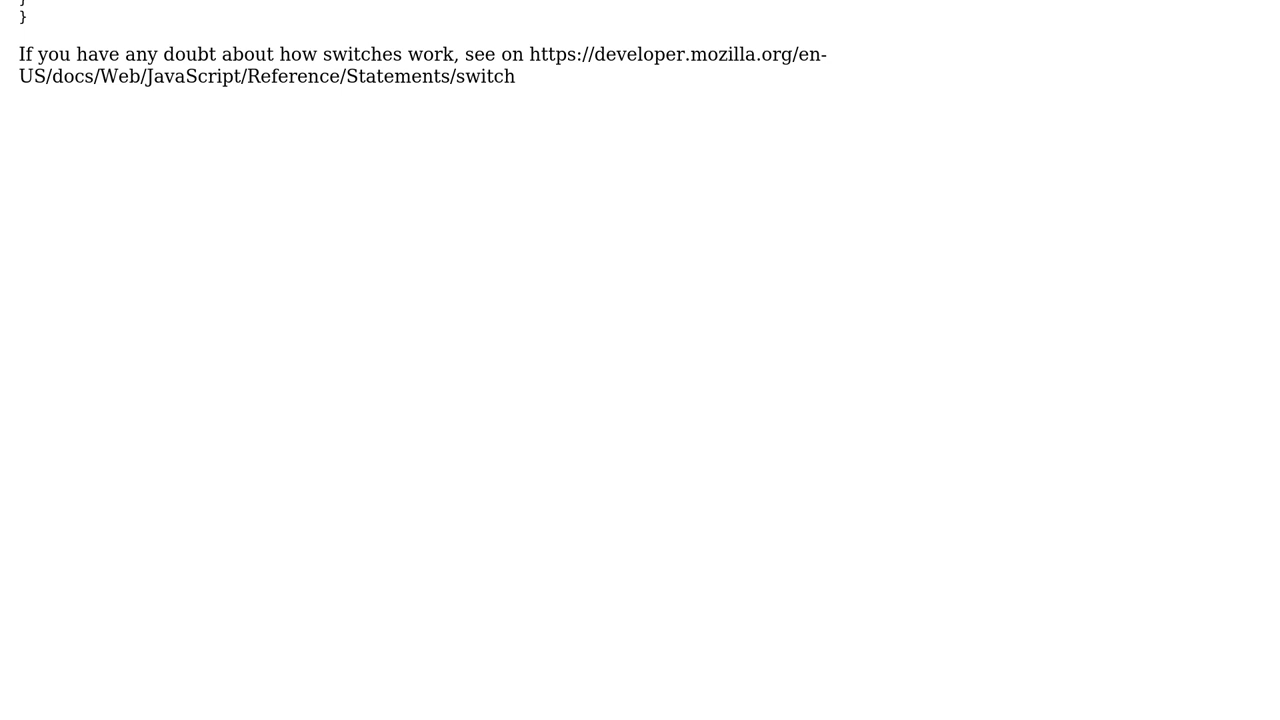 }
}
If you have any doubt about how switches work, see on https://developer.mozilla.org/en-
US/docs/Web/JavaScript/Reference/Statements/switch